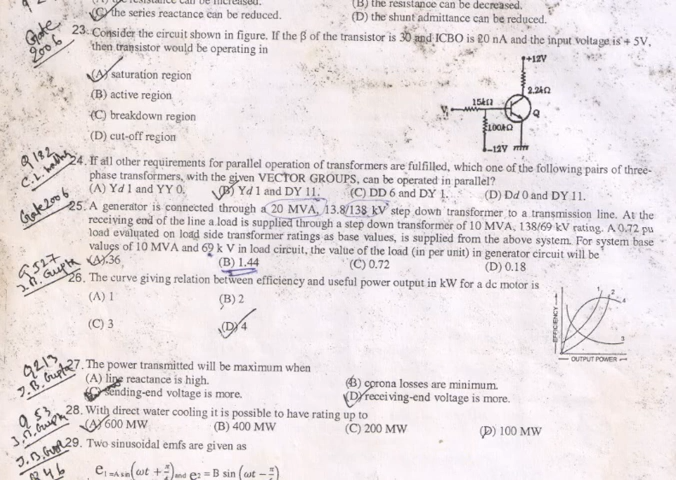 (C) the series reactance can be reduced.
(B) the resistance can be decreased.
(D) the shunt admittance can be reduced.
Gate 2006
23. Consider the circuit shown in figure. If the β of the transistor is 30 and ICBO is 20 nA and the input voltage is + 5V,
then transistor would be operating in
(A) saturation region
(B) active region
(C) breakdown region
(D) cut-off region
+12V
2.2kΩ
15kΩ
Q
100kΩ
-12V
Q 182
C.L. Wadhwa
24. If all other requirements for parallel operation of transformers are fulfilled, which one of the following pairs of three-
phase transformers, with the given VECTOR GROUPS, can be operated in parallel?
(A) Yd 1 and YY 0. (B) Yd 1 and DY 11. (C) DD 6 and DY 1. (D) Dd 0 and DY 11.
Gate 2006
25. A generator is connected through a 20 MVA, 13.8/138 kV step down transformer to a transmission line. At the
receiving end of the line a load is supplied through a step down transformer of 10 MVA, 138/69 kV rating. A 0.72 pu
load evaluated on load side transformer ratings as base values, is supplied from the above system. For system base
values of 10 MVA and 69 k V in load circuit, the value of the load (in per unit) in generator circuit will be
(A) .36 (B) 1.44 (C) 0.72 (D) 0.18
Q 527
J.B. Gupta
26. The curve giving relation between efficiency and useful power output in kW for a dc motor is
(A) 1 (B) 2
(C) 3 (D) 4
EFFICIENCY
1 2
4
3
OUTPUT POWER
Q 213
J.B. Gupta
27. The power transmitted will be maximum when
(A) line reactance is high. (B) corona losses are minimum.
(C) sending-end voltage is more. (D) receiving-end voltage is more.
Q 53
J.B. Gupta
28. With direct water cooling it is possible to have rating up to
(A) 600 MW (B) 400 MW (C) 200 MW (D) 100 MW
J.B. Gupta
29. Two sinusoidal emfs are given as